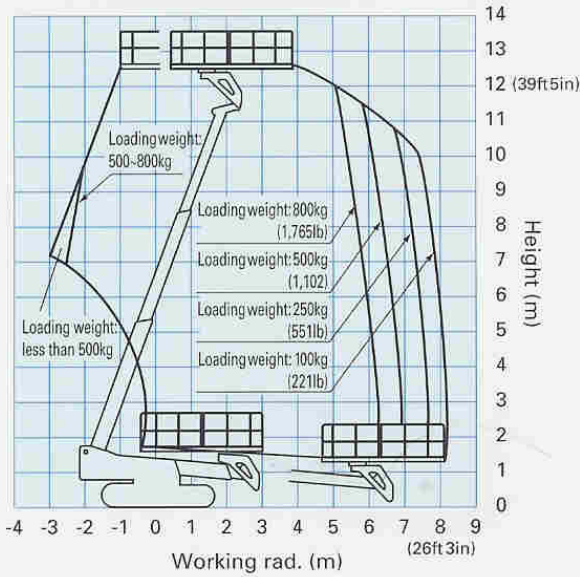 14
13
12 (39ft5in)
11
10
9
8
7
6
5
4
3
2
1
0
Height (m)
Loading weight:
500~800kg
Loading weight:
less than 500kg
Loading weight: 800kg
(1,765lb)
Loading weight: 500kg
(1,102)
Loading weight: 250kg
(551lb)
Loading weight: 100kg
(221lb)
-4 -3 -2 -1 0 1 2 3 4 5 6 7 8 9
(26ft3in)
Working rad. (m)